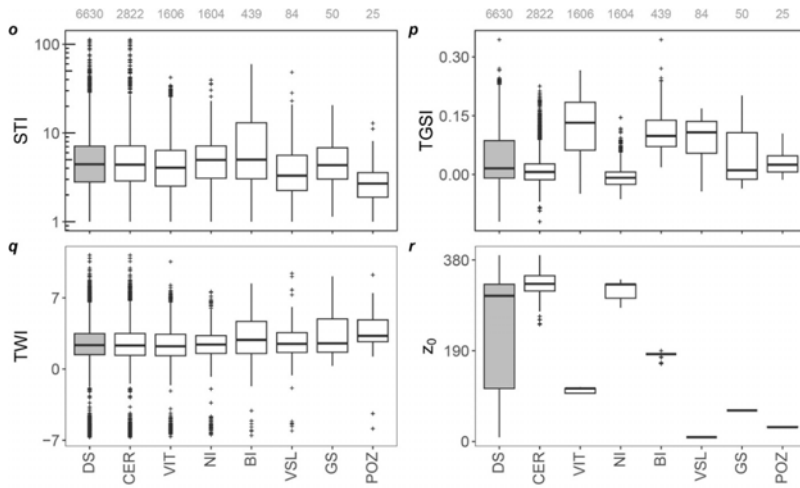 6630 2822 1606 1604 439 84 50 25
6630 2822 1606 1604 439 84 50 25
o
p
100
10
1
STI
0.30
0.15
0.00
TGSI
q
r
7
0
−7
TWI
380
190
0
z0
DS CER VIT NI BI VSL GS POZ
DS CER VIT NI BI VSL GS POZ